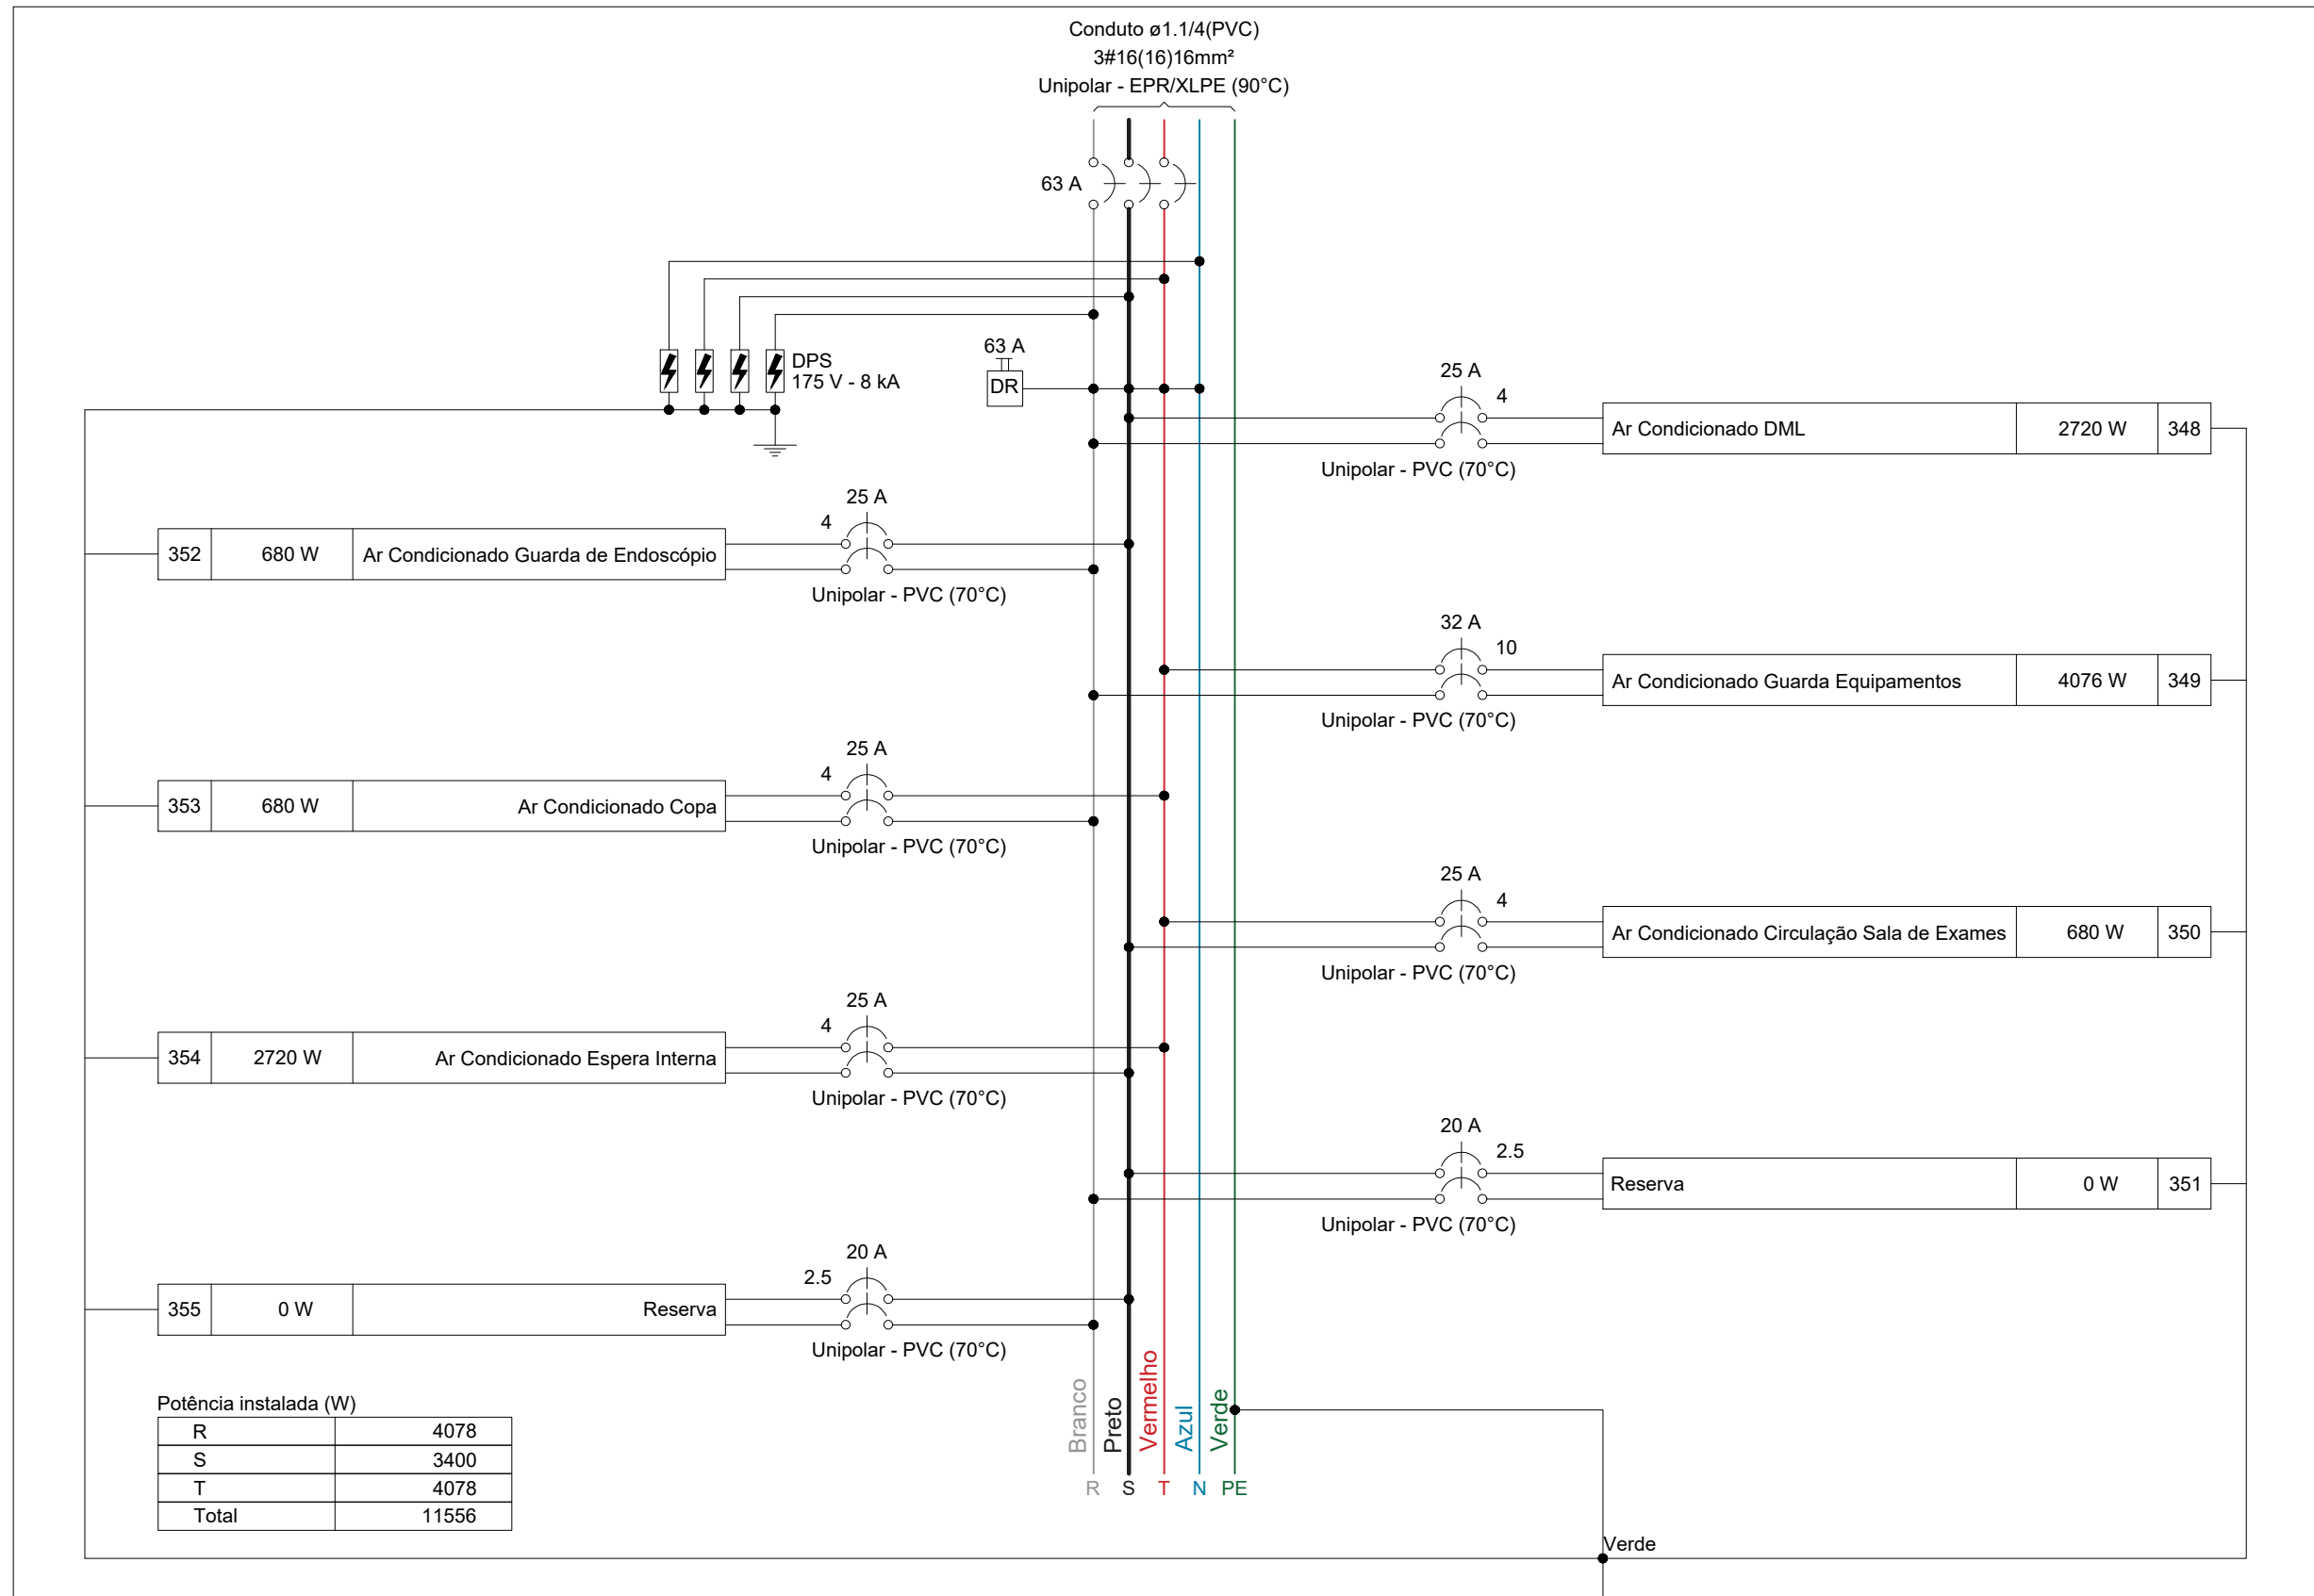 Conduto ø1.1/4(PVC)
3#16(16)16mm²
Unipolar - EPR/XLPE (90°C)
63 A
DPS
175 V - 8 kA
63 A
DR
25 A
4
Ar Condicionado DML 2720 W 348
Unipolar - PVC (70°C)
25 A
4
352 680 W Ar Condicionado Guarda de Endoscópio
Unipolar - PVC (70°C)
32 A
10
Ar Condicionado Guarda Equipamentos 4076 W 349
Unipolar - PVC (70°C)
25 A
4
353 680 W Ar Condicionado Copa
Unipolar - PVC (70°C)
25 A
4
Ar Condicionado Circulação Sala de Exames 680 W 350
Unipolar - PVC (70°C)
25 A
4
354 2720 W Ar Condicionado Espera Interna
Unipolar - PVC (70°C)
20 A
2.5
Reserva 0 W 351
Unipolar - PVC (70°C)
20 A
2.5
355 0 W Reserva
Unipolar - PVC (70°C)
Potência instalada (W)
R 4078
S 3400
T 4078
Total 11556
Branco
Preto
Vermelho
Azul
Verde
R S T N PE
Verde